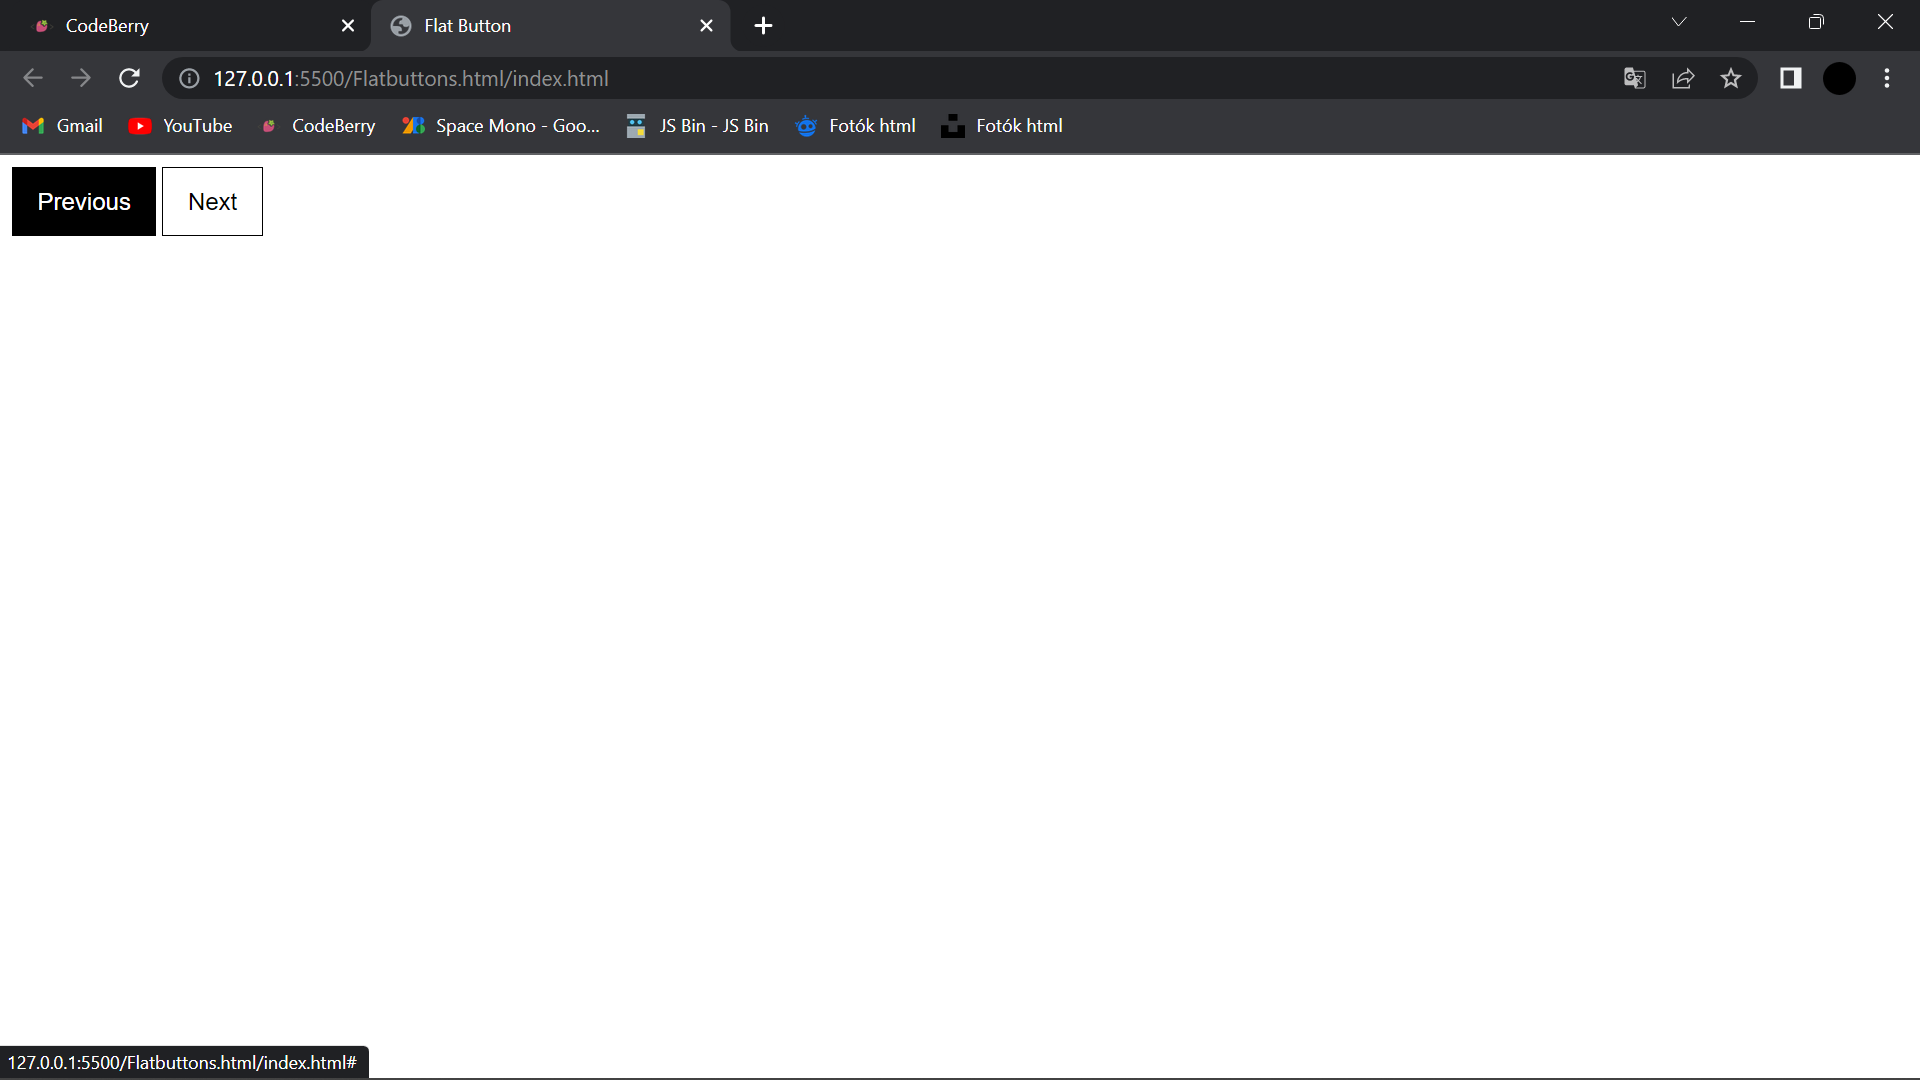 CodeBerry
Flat Button
127.0.0.1:5500/Flatbuttons.html/index.html
Gmail YouTube CodeBerry Space Mono - Goo... JS Bin - JS Bin Fotók html Fotók html
Previous Next
127.0.0.1:5500/Flatbuttons.html/index.html#